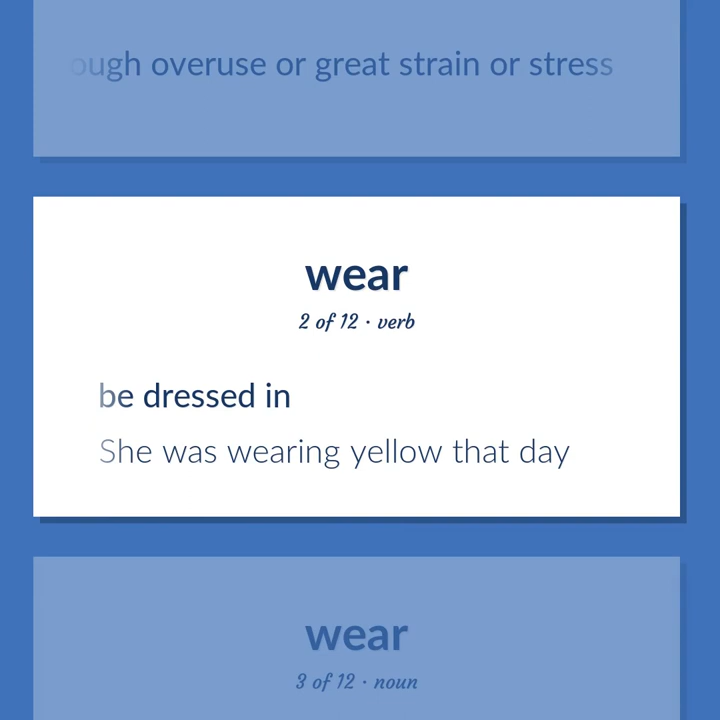 ough overuse or great strain or stress
wear
2 of 12 · verb
be dressed in
She was wearing yellow that day
wear
3 of 12 · noun